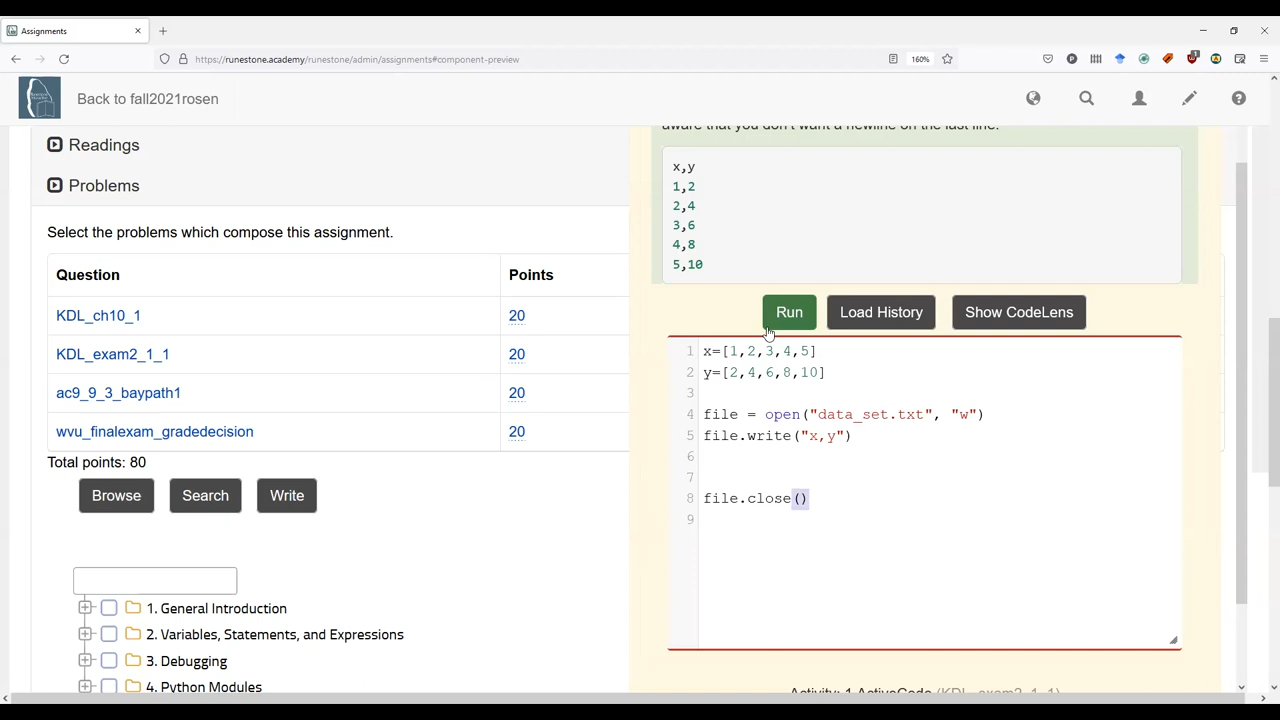 Assignments
https://runestone.academy/runestone/admin/assignments#component-preview
160%
Back to fall2021rosen
Readings
Problems
Select the problems which compose this assignment.
Question Points
KDL_ch10_1 20
KDL_exam2_1_1 20
ac9_9_3_baypath1 20
wvu_finalexam_gradedecision 20
Total points: 80
Browse Search Write
1. General Introduction
2. Variables, Statements, and Expressions
3. Debugging
4. Python Modules
aware that you don't want a newline on the last line.
x,y
1,2
2,4
3,6
4,8
5,10
Run Load History Show CodeLens
1 x=[1,2,3,4,5]
2 y=[2,4,6,8,10]
3
4 file = open("data_set.txt", "w")
5 file.write("x,y")
6
7
8 file.close()
9
Activity: 1 ActiveCode (KDL_exam2_1_1)